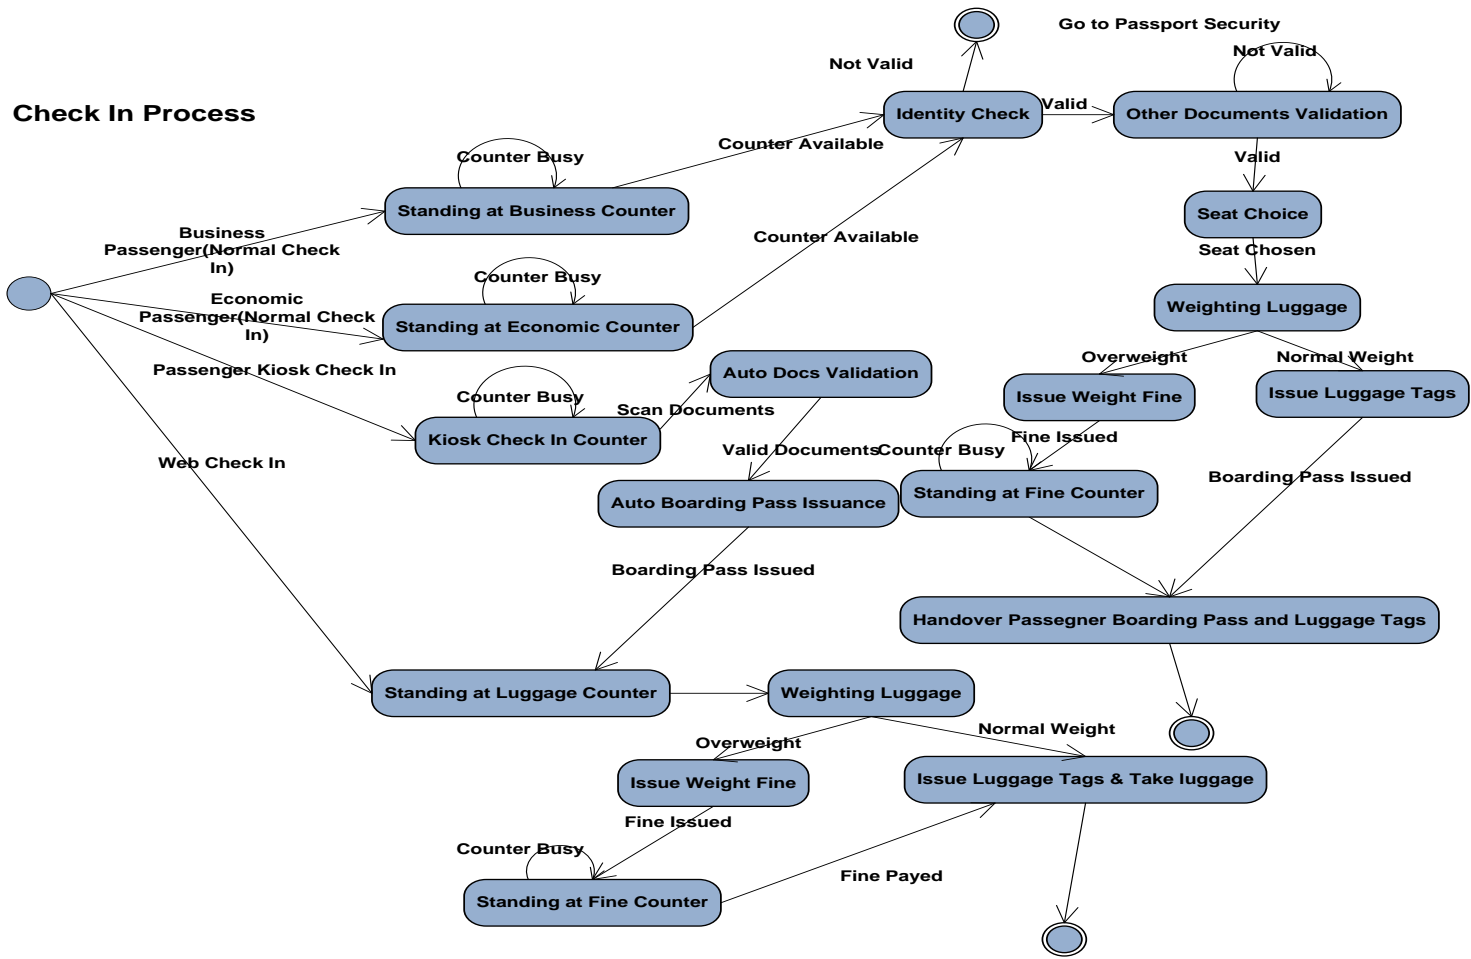 Go to Passport Security
Not Valid
Not Valid
Check In Process
Identity Check
Valid
Other Documents Validation
Counter Busy
Counter Available
Valid
Standing at Business Counter
Seat Choice
Business
Passenger(Normal Check
In)
Counter Available
Seat Chosen
Counter Busy
Economic
Passenger(Normal Check
In)
Standing at Economic Counter
Weighting Luggage
Overweight
Normal Weight
Passenger Kiosk Check In
Auto Docs Validation
Counter Busy
Scan Documents
Issue Weight Fine
Issue Luggage Tags
Kiosk Check In Counter
Fine Issued
Valid Documents
Counter Busy
Web Check In
Boarding Pass Issued
Auto Boarding Pass Issuance
Standing at Fine Counter
Boarding Pass Issued
Handover Passegner Boarding Pass and Luggage Tags
Standing at Luggage Counter
Weighting Luggage
Normal Weight
Overweight
Issue Weight Fine
Issue Luggage Tags & Take luggage
Fine Issued
Counter Busy
Fine Payed
Standing at Fine Counter